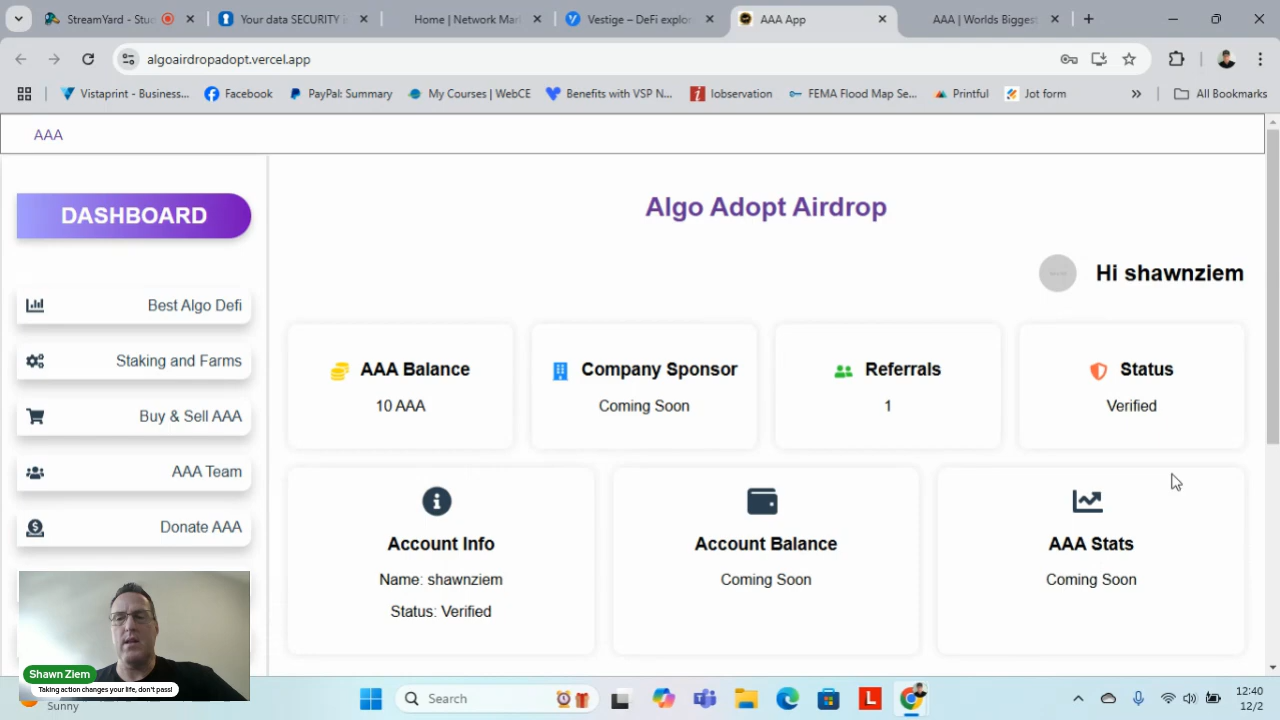 StreamYard - Stu
Your data SECURITY i
Home | Network Mar
Vestige – DeFi explor
AAA App
AAA | Worlds Biggest
algoairdropadopt.vercel.app
Vistaprint - Business...
Facebook
PayPal: Summary
My Courses | WebCE
Benefits with VSP N...
Iobservation
FEMA Flood Map Se...
Printful
Jot form
All Bookmarks
AAA
DASHBOARD
Best Algo Defi
Staking and Farms
Buy & Sell AAA
AAA Team
Donate AAA
Algo Adopt Airdrop
Hi shawnziem
AAA Balance
10 AAA
Company Sponsor
Coming Soon
Referrals
1
Status
Verified
Account Info
Name: shawnziem
Status: Verified
Account Balance
Coming Soon
AAA Stats
Coming Soon
Shawn Ziem
Taking action changes your life, don't pass!
Sunny
Search
12:40
12/2